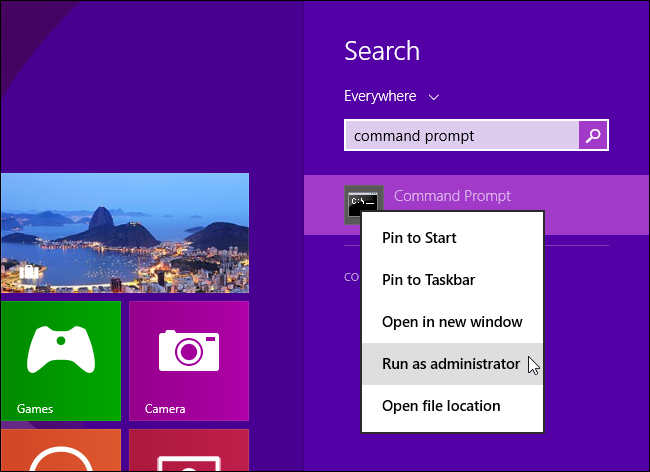 Search
Everywhere
command prompt
C:\_
Command Prompt
Pin to Start
Pin to Taskbar
CO
Open in new window
Run as administrator
Open file location
Games
Camera